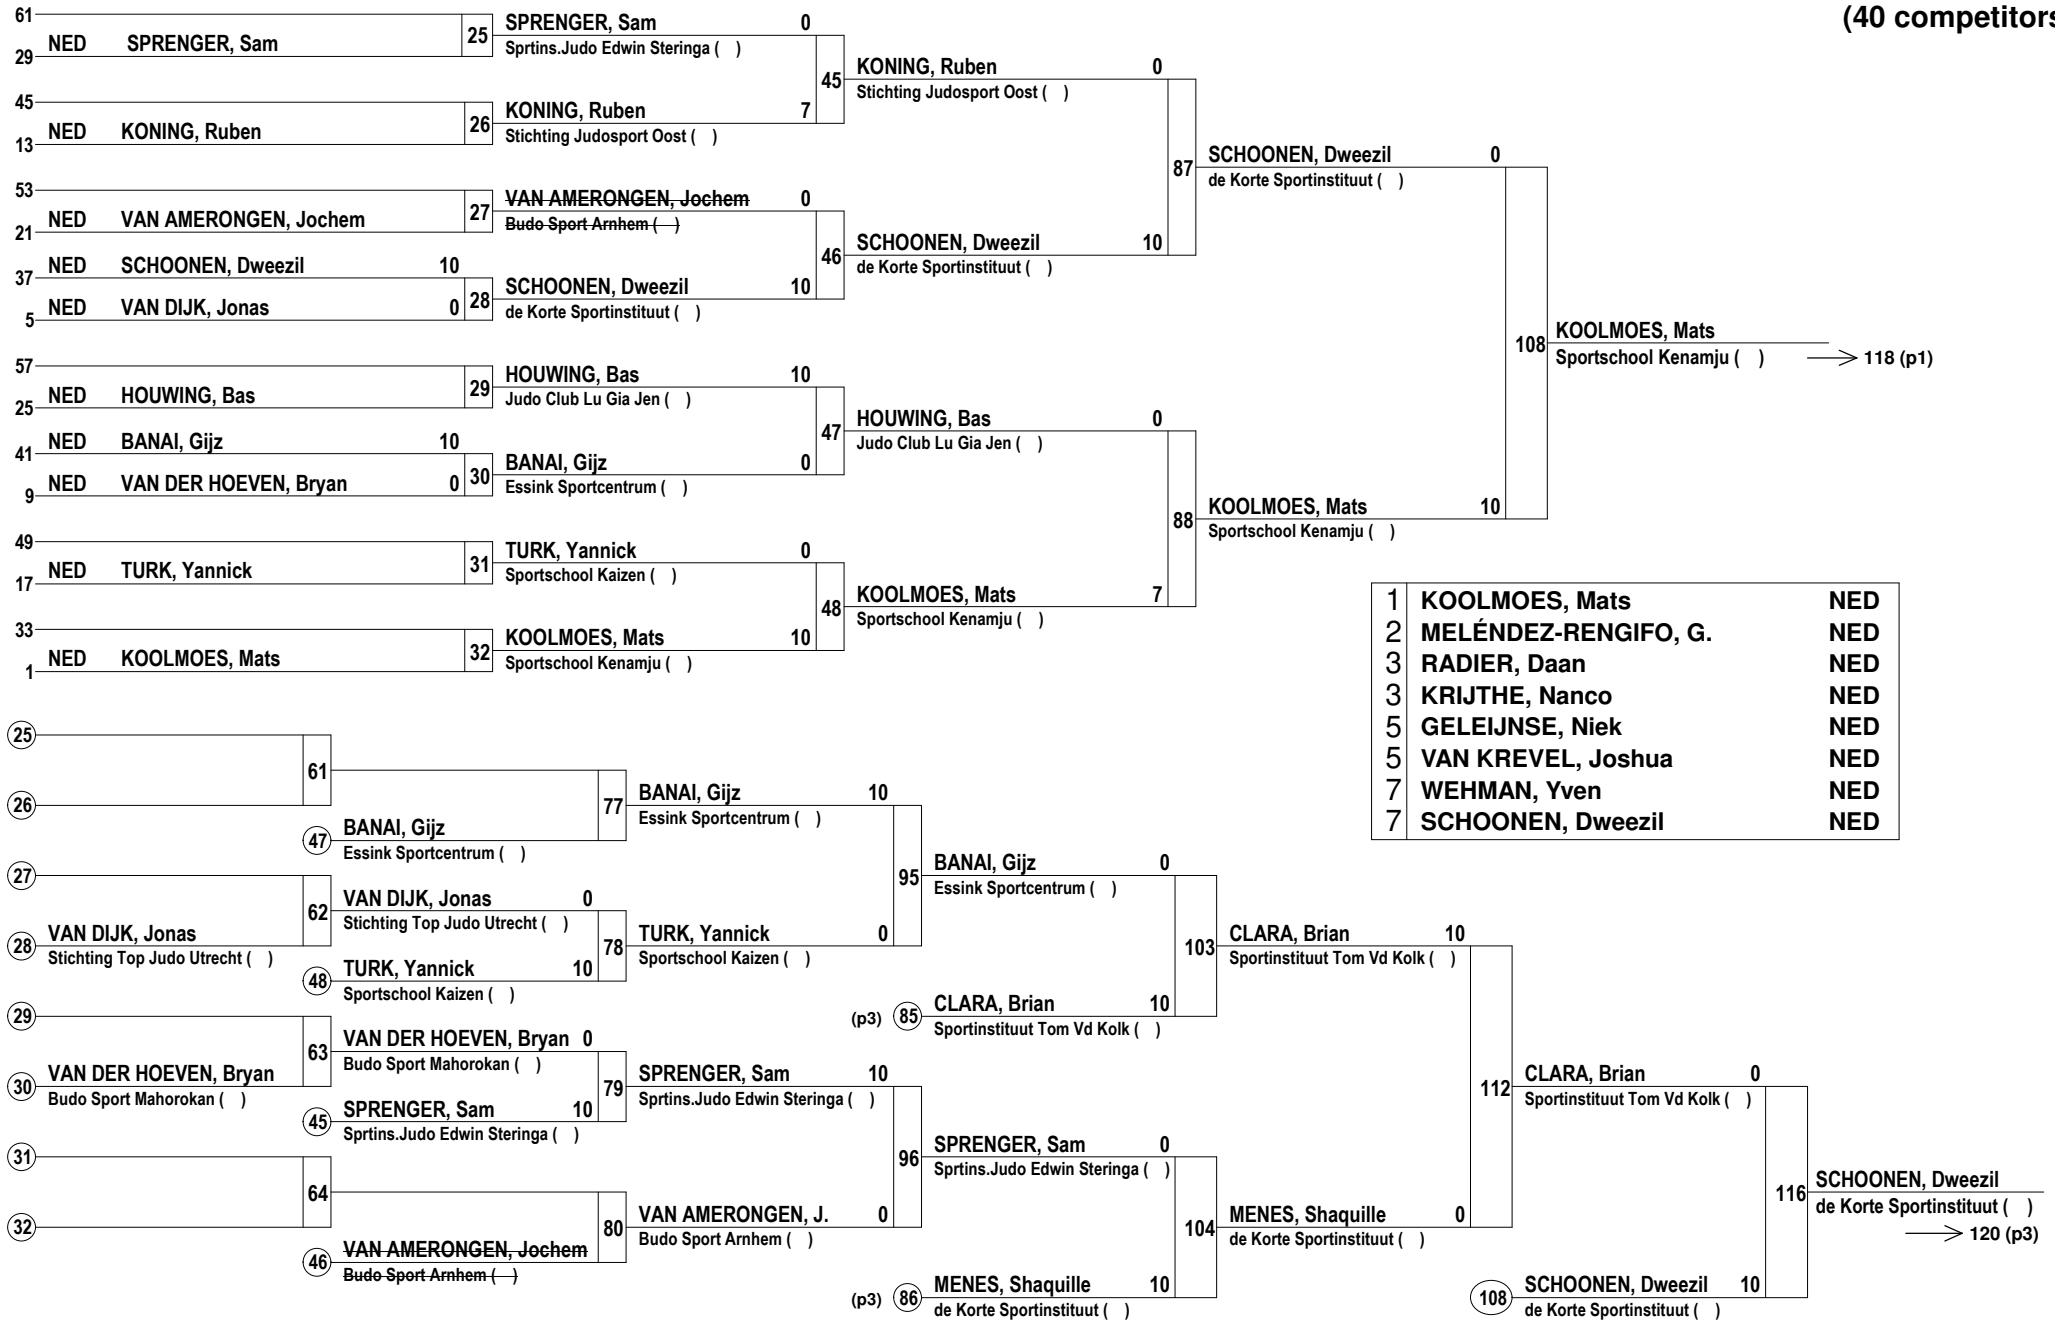 (40 competitors
61
NED SPRENGER, Sam
29
25
SPRENGER, Sam 0
Sprtins.Judo Edwin Steringa ( )
45
NED KONING, Ruben
13
26
KONING, Ruben 7
Stichting Judosport Oost ( )
45
KONING, Ruben 0
Stichting Judosport Oost ( )
53
NED VAN AMERONGEN, Jochem
21
27
VAN AMERONGEN, Jochem 0
Budo Sport Arnhem ( )
NED SCHOONEN, Dweezil 10
37
NED VAN DIJK, Jonas 0
5
28
SCHOONEN, Dweezil 10
de Korte Sportinstituut ( )
46
SCHOONEN, Dweezil 10
de Korte Sportinstituut ( )
87
SCHOONEN, Dweezil 0
de Korte Sportinstituut ( )
57
NED HOUWING, Bas
25
29
HOUWING, Bas 10
Judo Club Lu Gia Jen ( )
NED BANAI, Gijz 10
41
NED VAN DER HOEVEN, Bryan 0
9
30
BANAI, Gijz 0
Essink Sportcentrum ( )
47
HOUWING, Bas 0
Judo Club Lu Gia Jen ( )
49
NED TURK, Yannick
17
31
TURK, Yannick 0
Sportschool Kaizen ( )
33
NED KOOLMOES, Mats
1
32
KOOLMOES, Mats 10
Sportschool Kenamju ( )
48
KOOLMOES, Mats 7
Sportschool Kenamju ( )
88
KOOLMOES, Mats 10
Sportschool Kenamju ( )
108
KOOLMOES, Mats
Sportschool Kenamju ( )
118 (p1)
1 KOOLMOES, Mats NED
2 MELÉNDEZ-RENGIFO, G. NED
3 RADIER, Daan NED
3 KRIJTHE, Nanco NED
5 GELEIJNSE, Niek NED
5 VAN KREVEL, Joshua NED
7 WEHMAN, Yven NED
7 SCHOONEN, Dweezil NED
25
26
61
47
BANAI, Gijz
Essink Sportcentrum ( )
77
BANAI, Gijz 10
Essink Sportcentrum ( )
27
28
VAN DIJK, Jonas
Stichting Top Judo Utrecht ( )
62
VAN DIJK, Jonas 0
Stichting Top Judo Utrecht ( )
48
TURK, Yannick 10
Sportschool Kaizen ( )
78
TURK, Yannick 0
Sportschool Kaizen ( )
95
BANAI, Gijz 0
Essink Sportcentrum ( )
(p3) 85
CLARA, Brian 10
Sportinstituut Tom Vd Kolk ( )
103
CLARA, Brian 10
Sportinstituut Tom Vd Kolk ( )
29
30
VAN DER HOEVEN, Bryan
Budo Sport Mahorokan ( )
63
VAN DER HOEVEN, Bryan 0
Budo Sport Mahorokan ( )
45
SPRENGER, Sam 10
Sprtins.Judo Edwin Steringa ( )
79
SPRENGER, Sam 10
Sprtins.Judo Edwin Steringa ( )
31
32
64
46
VAN AMERONGEN, Jochem
Budo Sport Arnhem ( )
80
VAN AMERONGEN, J. 0
Budo Sport Arnhem ( )
96
SPRENGER, Sam 0
Sprtins.Judo Edwin Steringa ( )
(p3) 86
MENES, Shaquille 10
de Korte Sportinstituut ( )
104
MENES, Shaquille 0
de Korte Sportinstituut ( )
112
CLARA, Brian 0
Sportinstituut Tom Vd Kolk ( )
108
SCHOONEN, Dweezil 10
de Korte Sportinstituut ( )
116
SCHOONEN, Dweezil
de Korte Sportinstituut ( )
120 (p3)